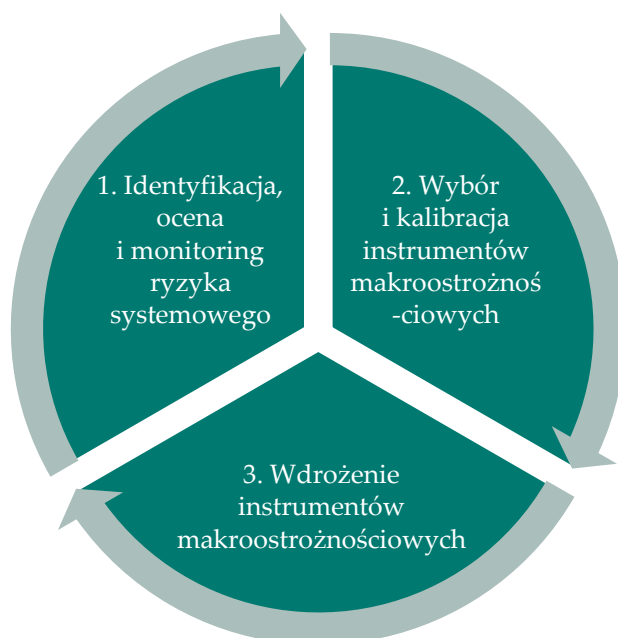 1. Identyfikacja,
ocena
i monitoring
ryzyka
systemowego
2. Wybór
i kalibracja
instrumentów
makroostrożnoś
-ciowych
3. Wdrożenie
instrumentów
makroostrożnościowych